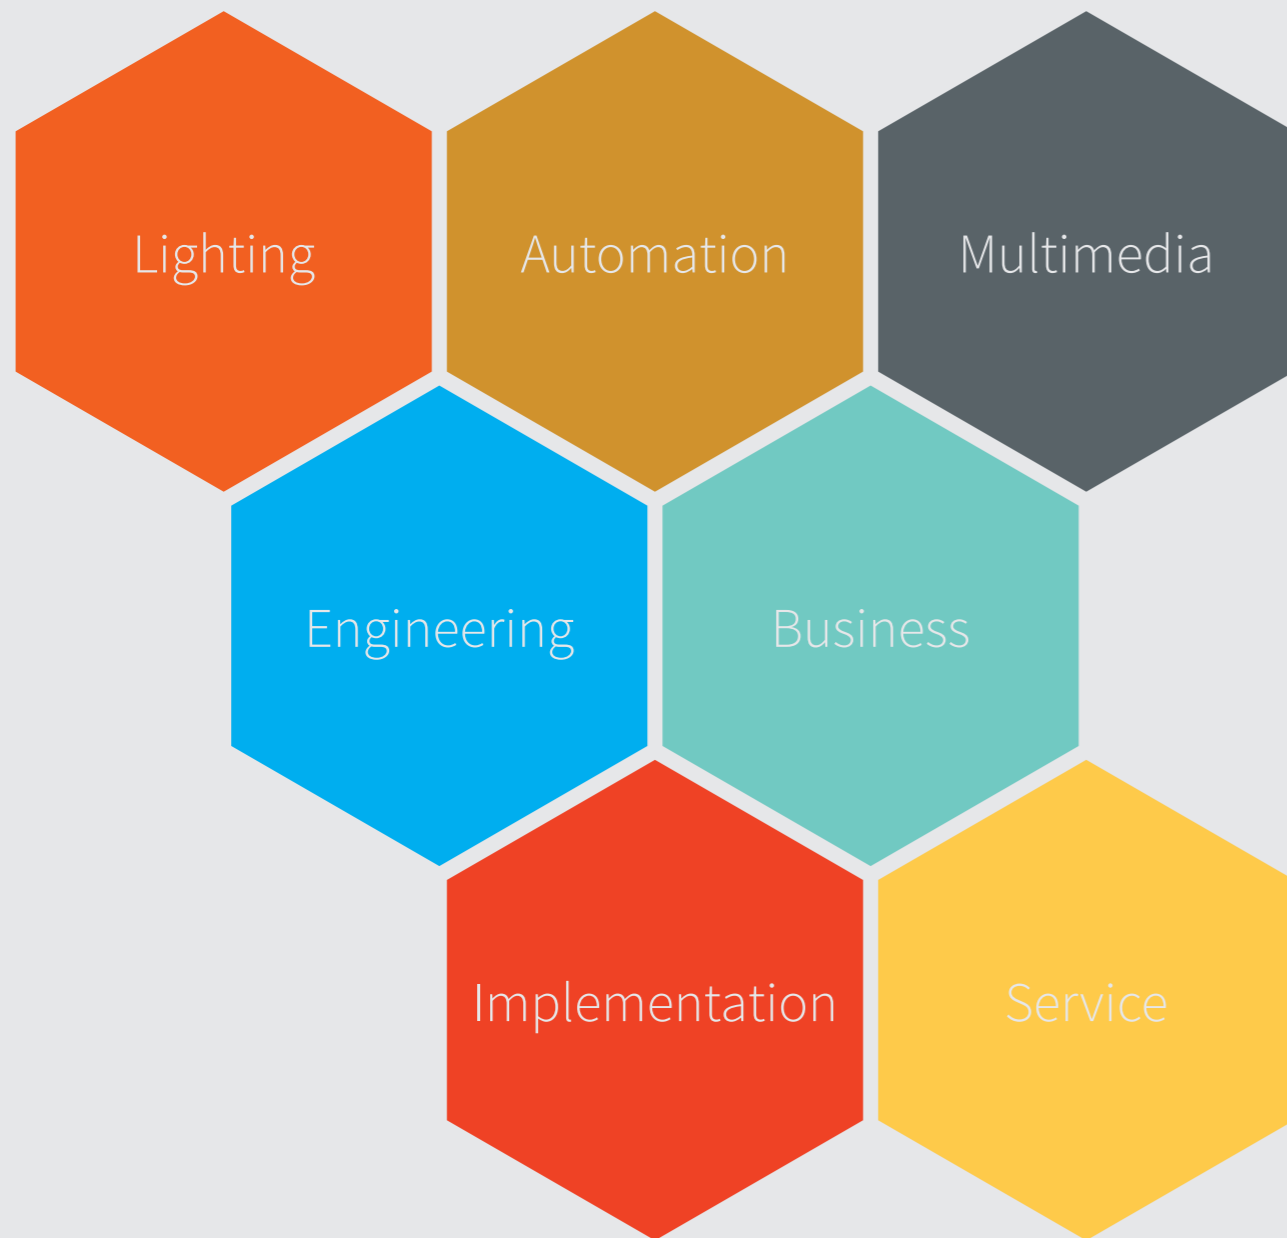 Lighting
Automation
Multimedia
Engineering
Business
Implementation
Service